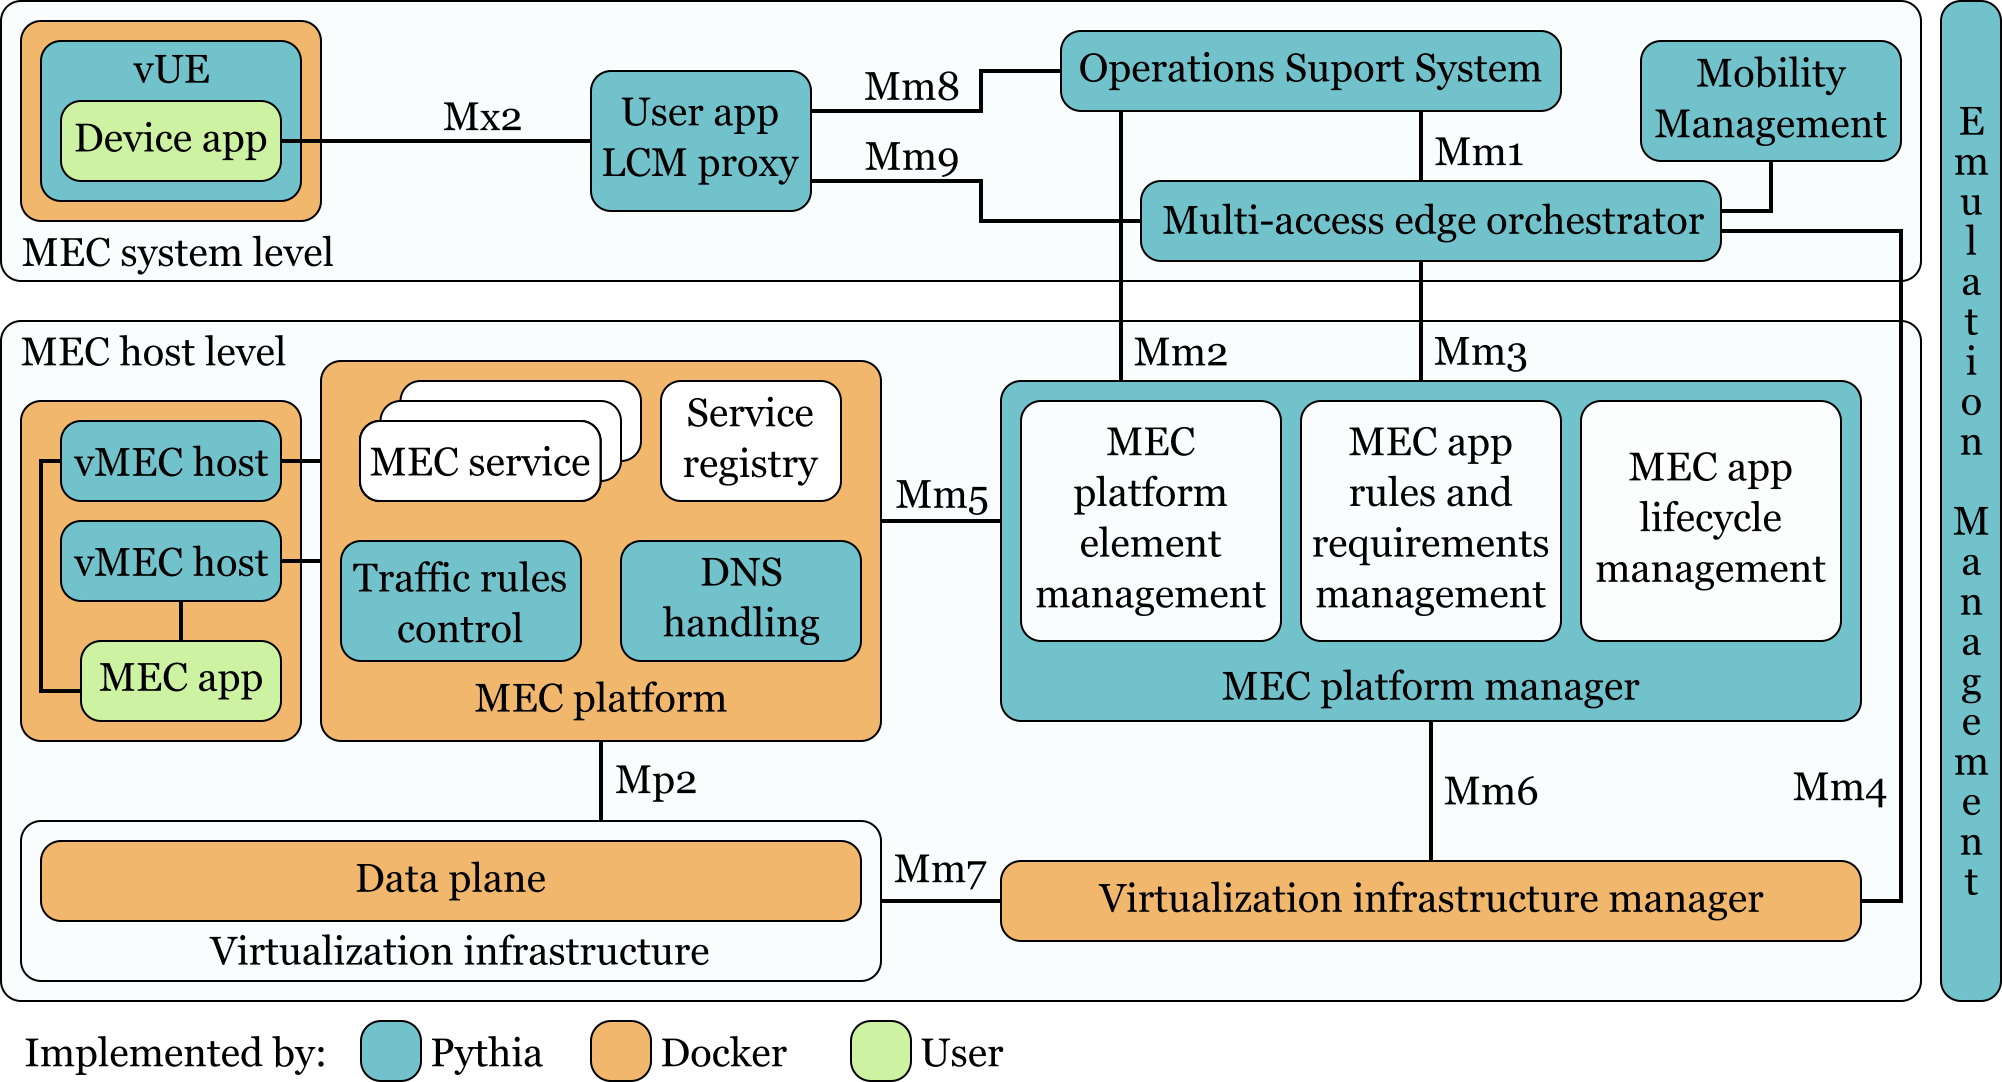 vUE
Device app
MEC system level
Mx2
User app
LCM proxy
Mm8
Mm9
Operations Suport System
Mm1
Mobility
Management
Multi-access edge orchestrator
MEC host level
Mm2
Mm3
vMEC host
vMEC host
MEC app
MEC service
Service
registry
Traffic rules
control
DNS
handling
MEC platform
Mm5
MEC
platform
element
management
MEC app
rules and
requirements
management
MEC app
lifecycle
management
MEC platform manager
Mp2
Mm6
Mm4
Data plane
Virtualization infrastructure
Mm7
Virtualization infrastructure manager
Emulation Management
Implemented by: Pythia Docker User